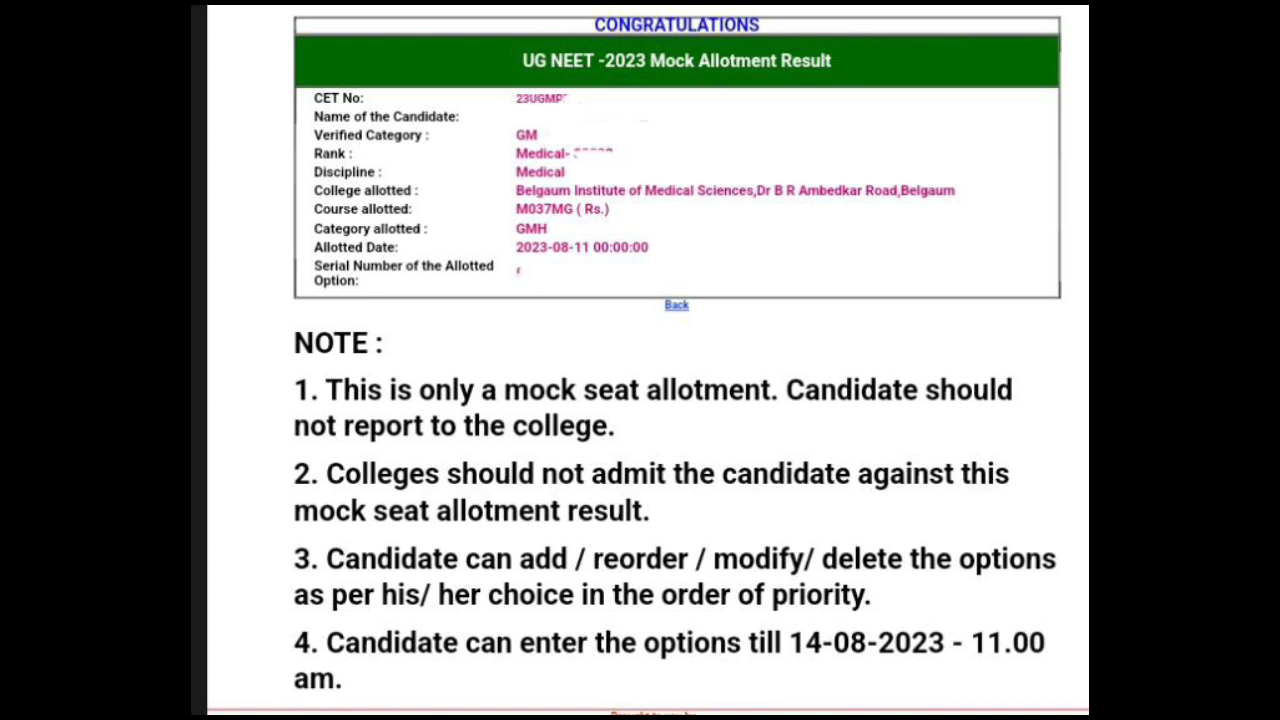 CONGRATULATIONS
UG NEET -2023 Mock Allotment Result
CET No: 23UGMP
Name of the Candidate:
Verified Category : GM
Rank : Medical-
Discipline : Medical
College allotted : Belgaum Institute of Medical Sciences,Dr B R Ambedkar Road,Belgaum
Course allotted: M037MG ( Rs.)
Category allotted : GMH
Allotted Date: 2023-08-11 00:00:00
Serial Number of the Allotted
Option:
Back
NOTE :
1. This is only a mock seat allotment. Candidate should
not report to the college.
2. Colleges should not admit the candidate against this
mock seat allotment result.
3. Candidate can add / reorder / modify/ delete the options
as per his/ her choice in the order of priority.
4. Candidate can enter the options till 14-08-2023 - 11.00
am.